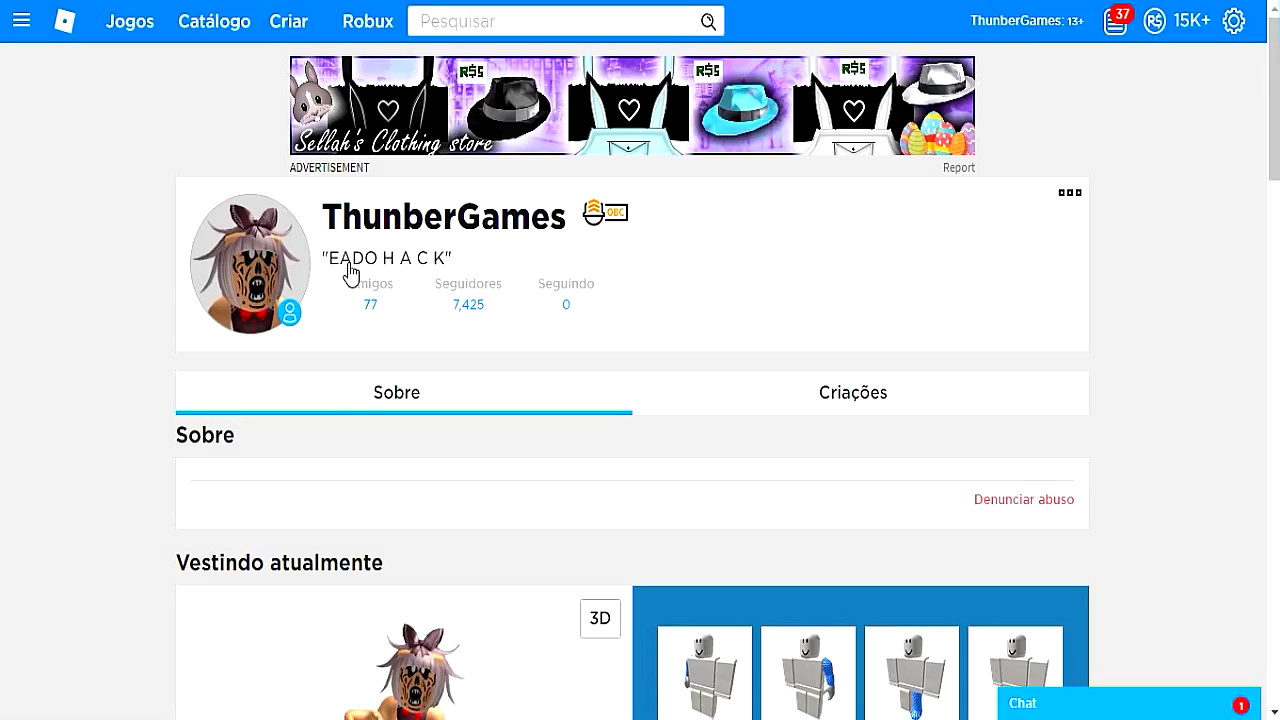 Jogos Catálogo Criar Robux Pesquisar ThunberGames: 13+ 37 R$ 15K+
R$5 R$5 R$5
Sellah's Clothing store
ADVERTISEMENT Report
ThunberGames OBC
"EADO H A C K"
migos Seguidores Seguindo
77 7,425 0
Sobre Criações
Sobre
Denunciar abuso
Vestindo atualmente
3D
Chat 1